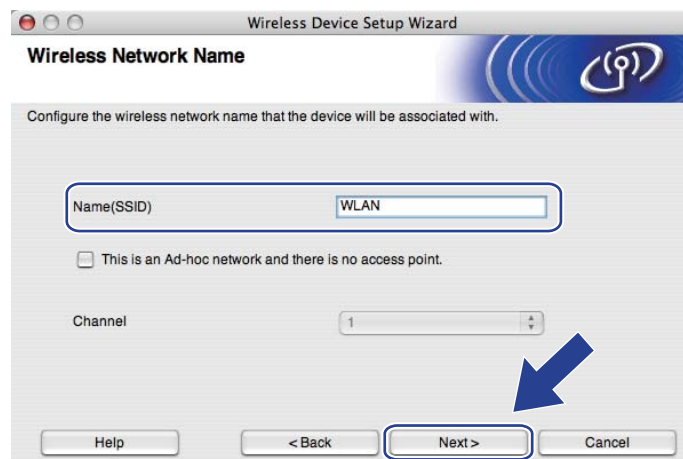 Wireless Device Setup Wizard
Wireless Network Name
Configure the wireless network name that the device will be associated with.
Name(SSID) WLAN
This is an Ad-hoc network and there is no access point.
Channel 1
Help < Back Next > Cancel